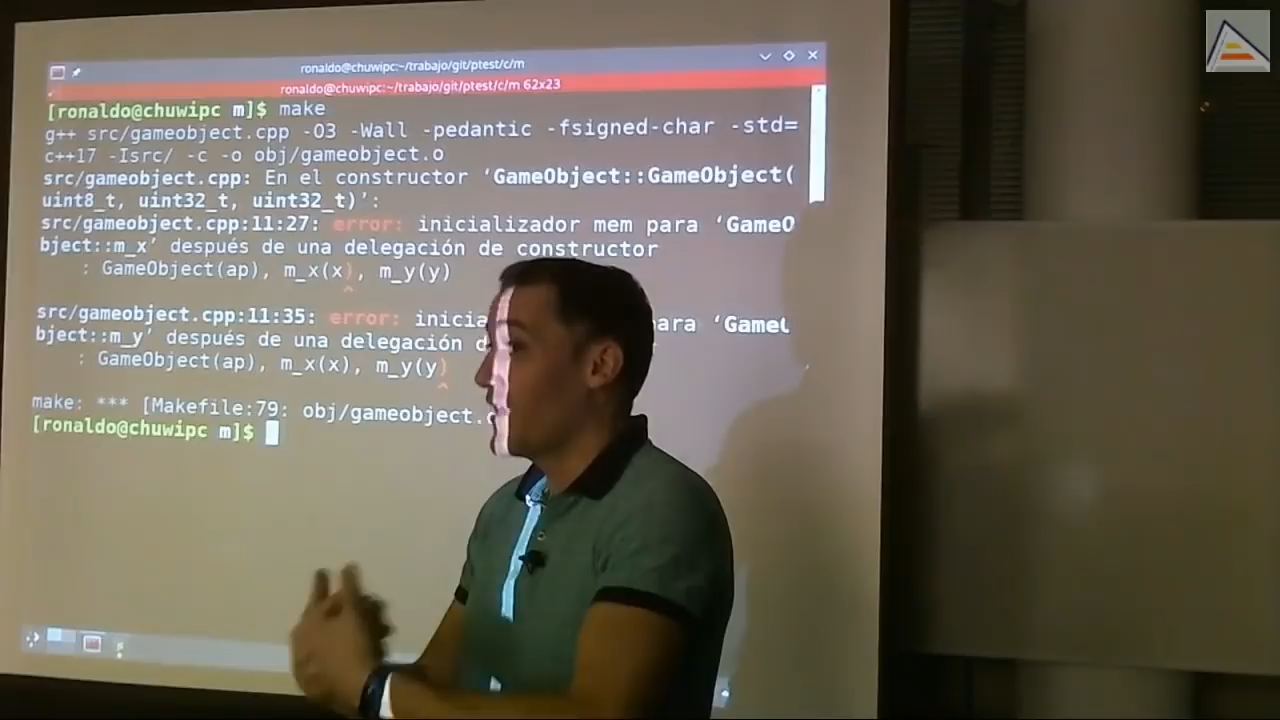 ronaldo@chuwipc:~/trabajo/git/ptest/c/m
ronaldo@chuwipc:~/trabajo/git/ptest/c/m 62x23
[ronaldo@chuwipc m]$ make
g++ src/gameobject.cpp -O3 -Wall -pedantic -fsigned-char -std=
c++17 -Isrc/ -c -o obj/gameobject.o
src/gameobject.cpp: En el constructor ‘GameObject::GameObject(
uint8_t, uint32_t, uint32_t)’:
src/gameobject.cpp:11:27: error: inicializador mem para ‘GameO
bject::m_x’ después de una delegación de constructor
: GameObject(ap), m_x(x), m_y(y)
^
src/gameobject.cpp:11:35: error: inicia ara ‘Game
bject::m_y’ después de una delegación d
: GameObject(ap), m_x(x), m_y(y)
^
make: *** [Makefile:79: obj/gameobject.
[ronaldo@chuwipc m]$